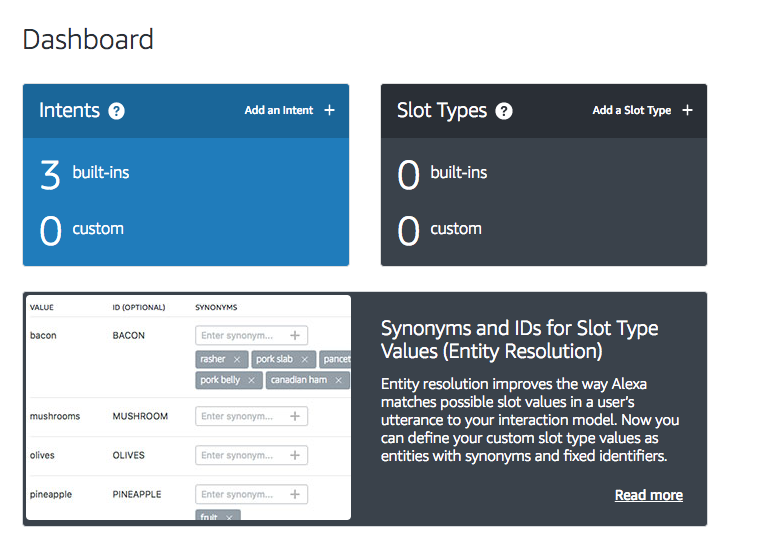 Dashboard
Intents ? Add an Intent +
3 built-ins
0 custom
Slot Types ? Add a Slot Type +
0 built-ins
0 custom
VALUE ID (OPTIONAL) SYNONYMS
bacon BACON Enter synonym... +
rasher × pork slab × pancet
pork belly × canadian ham ×
mushrooms MUSHROOM Enter synonym... +
olives OLIVES Enter synonym... +
pineapple PINEAPPLE Enter synonym... +
fruit ×
Synonyms and IDs for Slot Type
Values (Entity Resolution)
Entity resolution improves the way Alexa
matches possible slot values in a user's
utterance to your interaction model. Now you
can define your custom slot type values as
entities with synonyms and fixed identifiers.
Read more